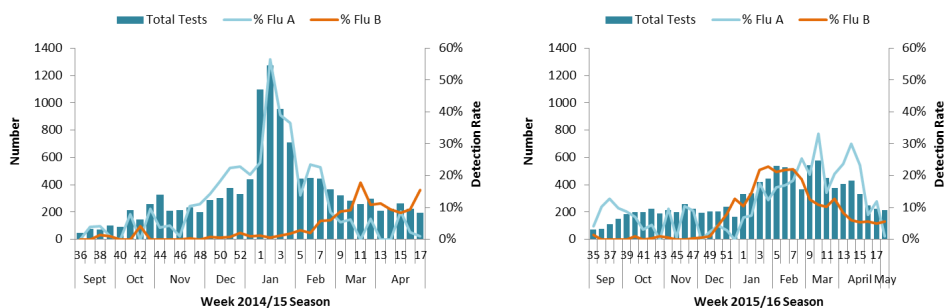 Total Tests % Flu A % Flu B
1400 60%
1200 50%
1000 40%
800 30%
600 20%
400 10%
200 0%
0
Number
Detection Rate
36 38 40 42 44 46 48 50 52 1 3 5 7 9 11 13 15 17
Sept Oct Nov Dec Jan Feb Mar Apr
Week 2014/15 Season
Total Tests % Flu A % Flu B
1400 60%
1200 50%
1000 40%
800 30%
600 20%
400 10%
200 0%
0
Number
Detection Rate
35 37 39 41 43 45 47 49 51 1 3 5 7 9 11 13 15 17
Sept Oct Nov Dec Jan Feb Mar April May
Week 2015/16 Season